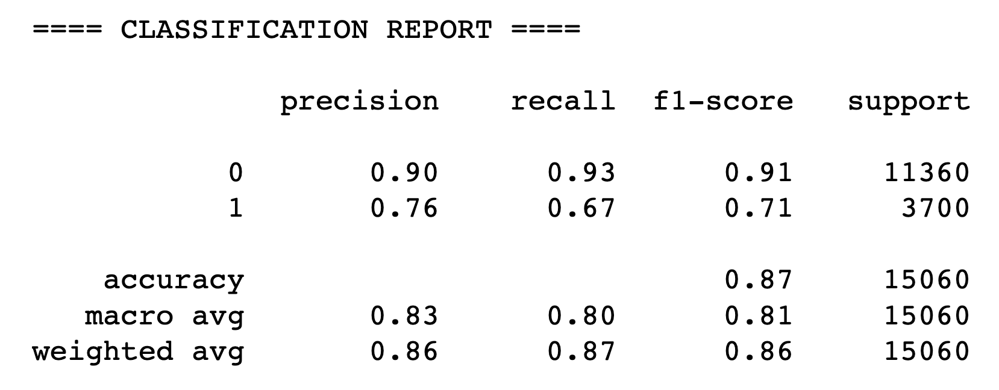 ==== CLASSIFICATION REPORT ====
precision recall f1-score support
0 0.90 0.93 0.91 11360
1 0.76 0.67 0.71 3700
accuracy 0.87 15060
macro avg 0.83 0.80 0.81 15060
weighted avg 0.86 0.87 0.86 15060